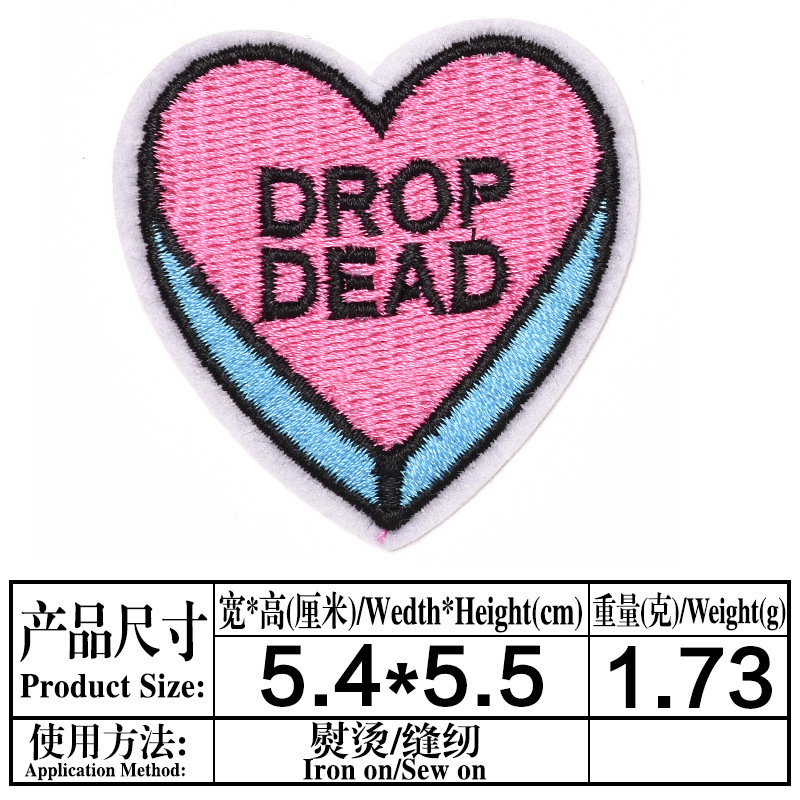 DROP
DEAD
产品尺寸
Product Size:
宽*高(厘米)/Wedth*Height(cm)
重量(克)/Weight(g)
5.4*5.5
1.73
使用方法:
Application Method:
熨烫/缝纫
Iron on/Sew on